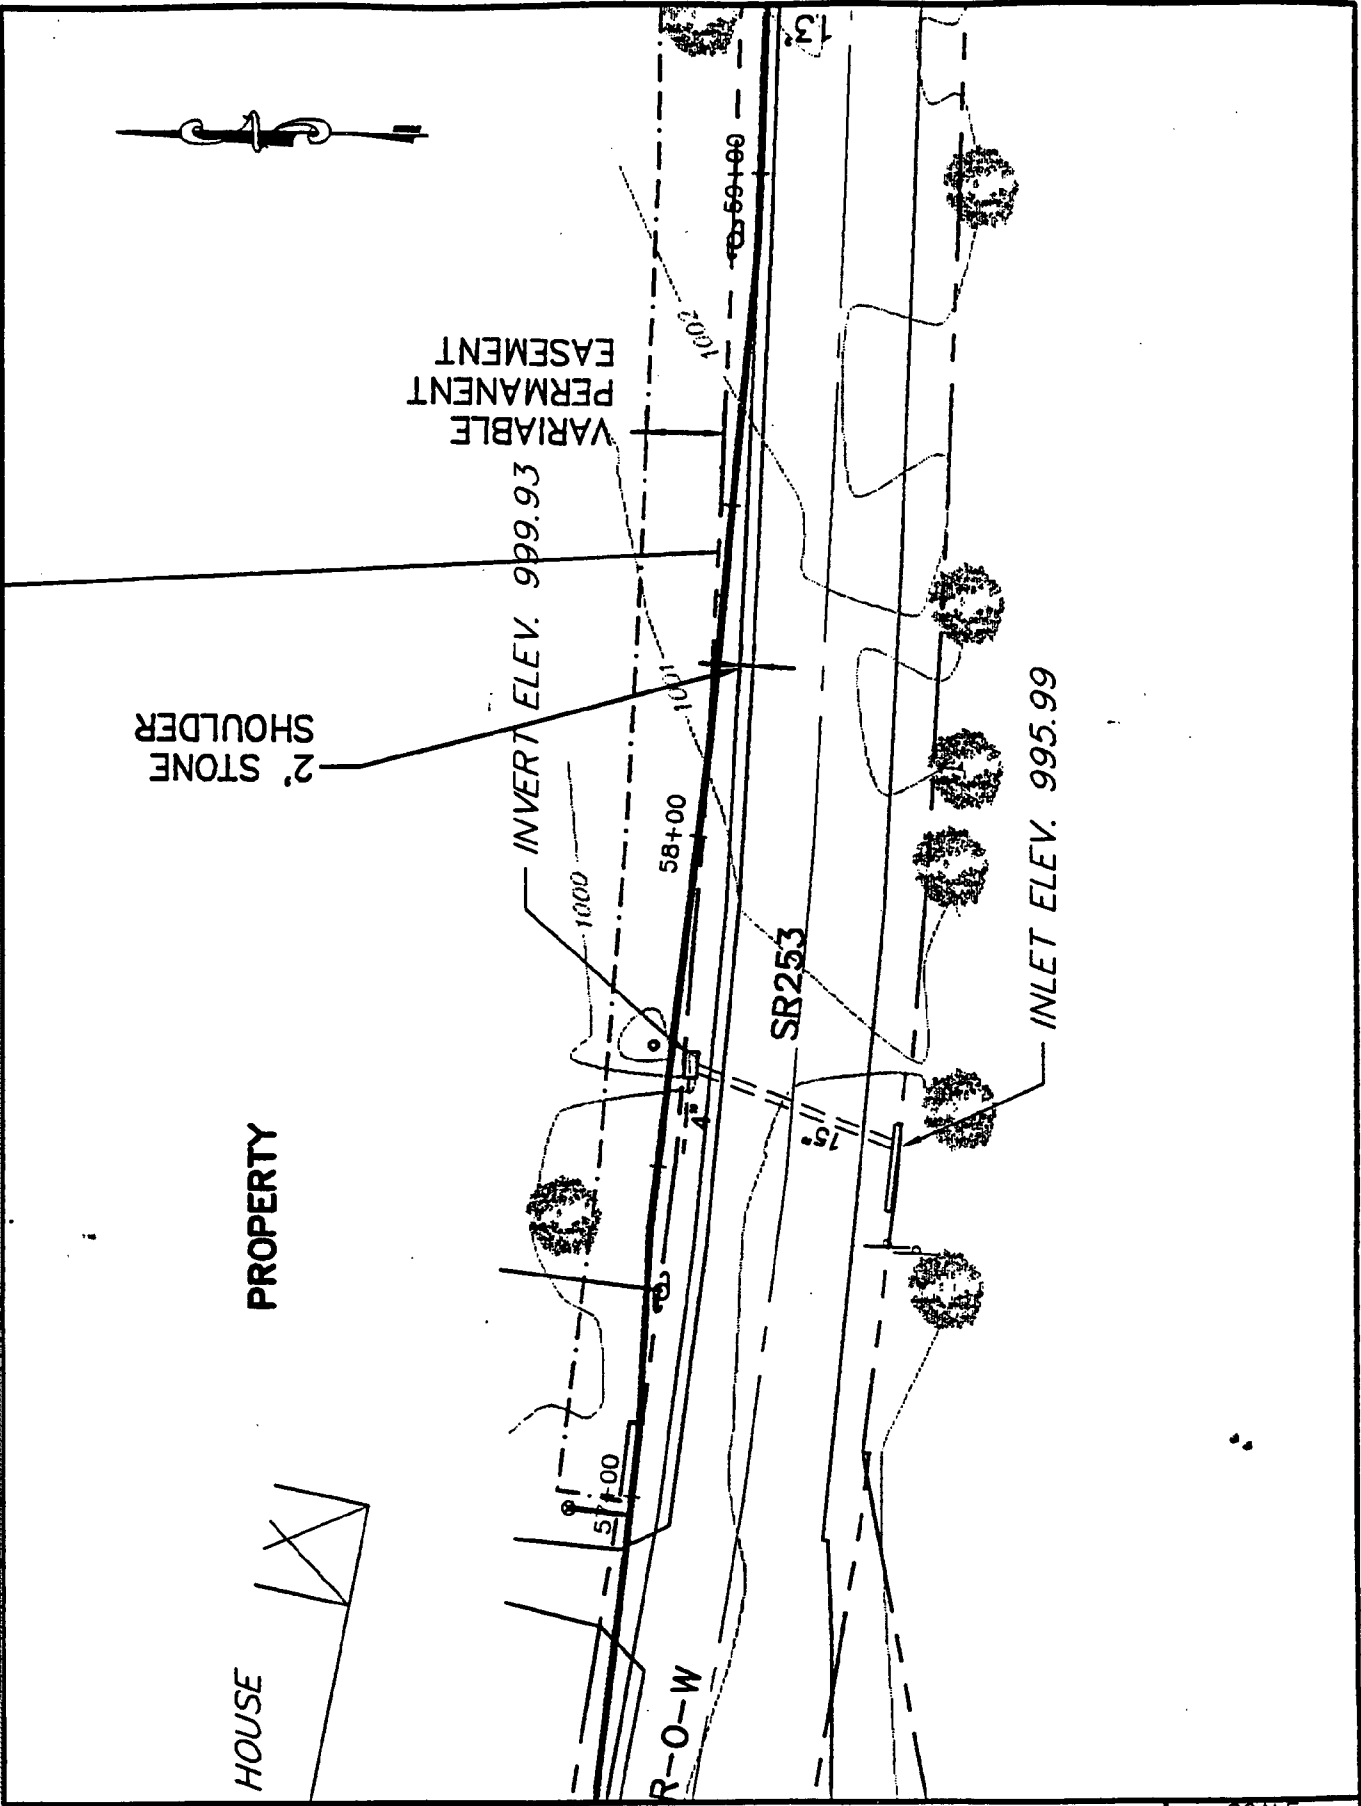 VARIABLE
PERMANENT
EASEMENT
2' STONE
SHOULDER
INVERT ELEV. 999.93
INLET ELEV. 995.99
PROPERTY
HOUSE
R-O-W
SR253
57+00
58+00
59+00
1000
1001
1002
4"
15"
13'